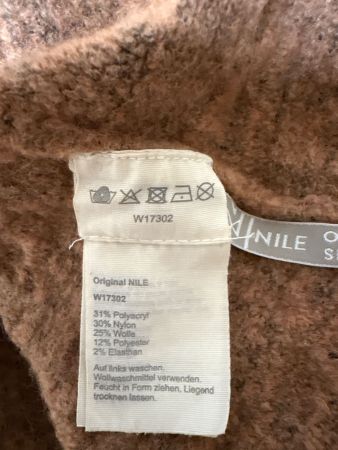 W17302
NILE
Original NILE
W17302
31% Polyacryl
30% Nylon
25% Wolle
12% Polyester
2% Elasthan
Auf links waschen.
Wollwaschmittel verwenden.
Feucht in Form ziehen. Liegend
trocknen lassen.